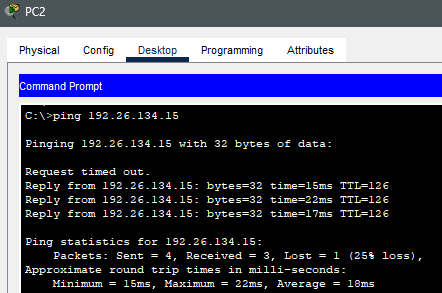 PC2
Physical Config Desktop Programming Attributes
Command Prompt
C:\>ping 192.26.134.15
Pinging 192.26.134.15 with 32 bytes of data:
Request timed out.
Reply from 192.26.134.15: bytes=32 time=15ms TTL=126
Reply from 192.26.134.15: bytes=32 time=22ms TTL=126
Reply from 192.26.134.15: bytes=32 time=17ms TTL=126
Ping statistics for 192.26.134.15:
Packets: Sent = 4, Received = 3, Lost = 1 (25% loss),
Approximate round trip times in milli-seconds:
Minimum = 15ms, Maximum = 22ms, Average = 18ms